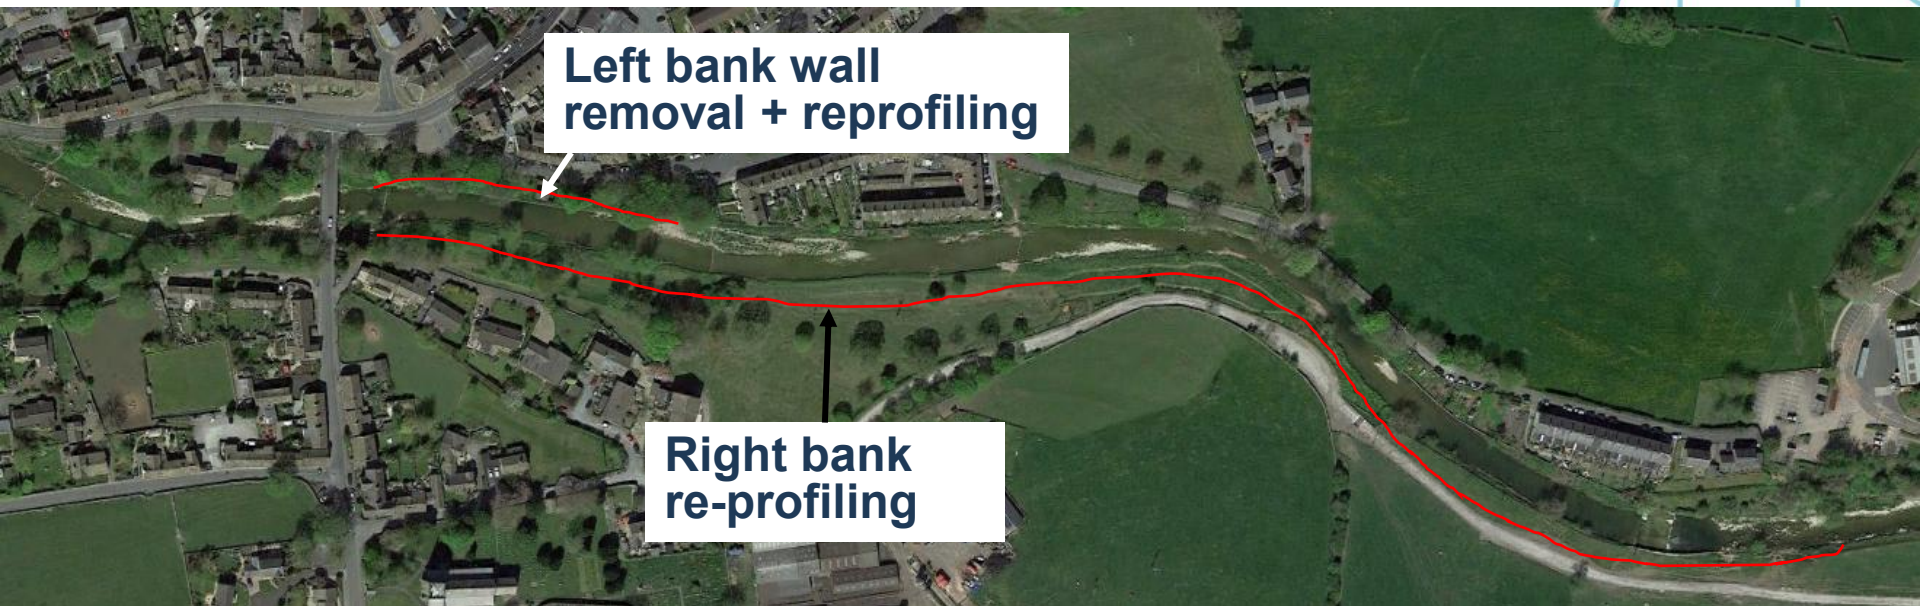 Left bank wall
removal + reprofiling
Right bank
re-profiling